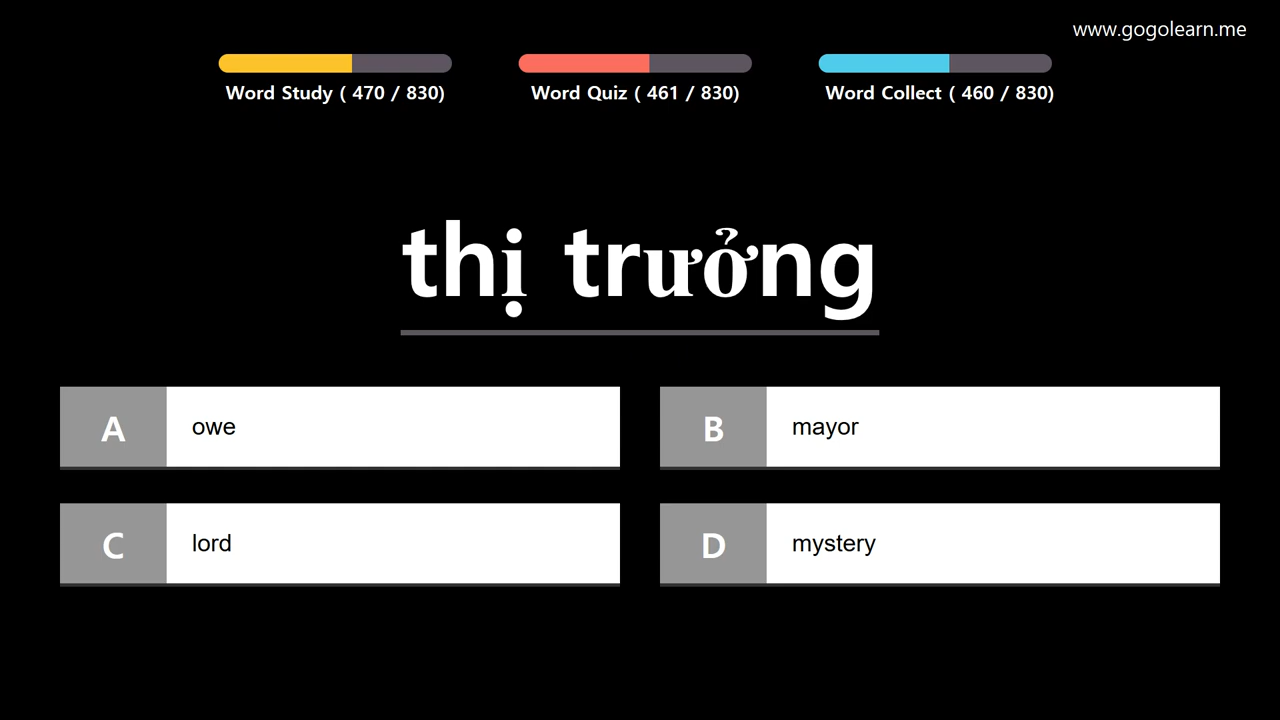 www.gogolearn.me
Word Study ( 470 / 830)
Word Quiz ( 461 / 830)
Word Collect ( 460 / 830)
thị trưởng
A owe
B mayor
C lord
D mystery